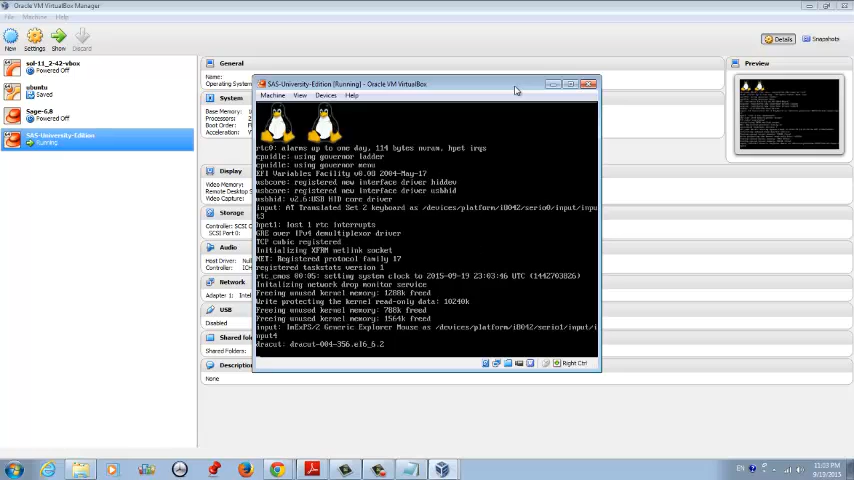 Oracle VM VirtualBox Manager
File Machine Help
New Settings Show Discard
Details Snapshots
sol-11_2-42-vbox
Powered Off
ubuntu
Saved
Sage-6.8
Powered Off
SAS-University-Edition
Running
General
Name:
Operating System
System
Base Memory:
Processors:
Boot Order:
Acceleration:
Display
Video Memory:
Remote Desktop S
Video Capture:
Storage
Controller: SCSI C
SCSI Port 0:
Audio
Host Driver:
Controller:
Network
Adapter 1:
USB
Disabled
Shared folders
Shared Folders:
Description
None
Preview
SAS-University-Edition [Running] - Oracle VM VirtualBox
Machine View Devices Help
rtc0: alarms up to one day, 114 bytes nvram, hpet irqs
cpuidle: using governor ladder
cpuidle: using governor menu
EFI Variables Facility v0.08 2004-May-17
usbcore: registered new interface driver hiddev
usbcore: registered new interface driver usbhid
usbhid: v2.6:USB HID core driver
input: AT Translated Set 2 keyboard as /devices/platform/i8042/serio0/input/inpu
t3
hpet1: lost 1 rtc interrupts
GRE over IPv4 demultiplexor driver
TCP cubic registered
Initializing XFRM netlink socket
NET: Registered protocol family 17
registered taskstats version 1
rtc_cmos 00:05: setting system clock to 2015-09-19 23:03:46 UTC (1442703826)
Initalizing network drop monitor service
Freeing unused kernel memory: 1288k freed
Write protecting the kernel read-only data: 10240k
Freeing unused kernel memory: 788k freed
Freeing unused kernel memory: 1564k freed
input: ImExPS/2 Generic Explorer Mouse as /devices/platform/i8042/serio1/input/i
nput4
dracut: dracut-004-356.el6_6.2
Right Ctrl
EN
11:03 PM
9/19/2015